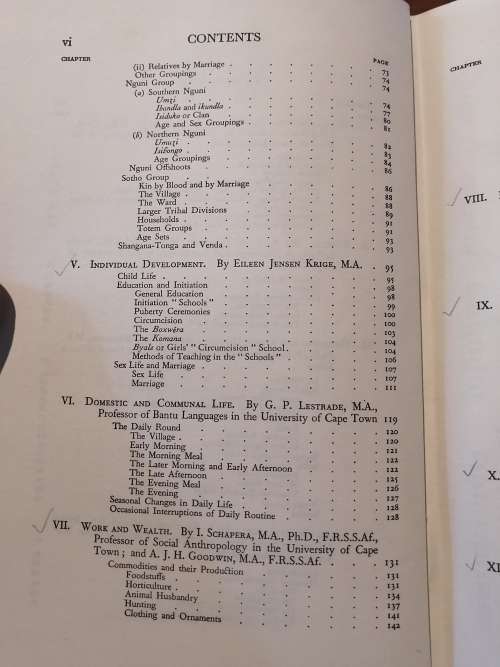 vi CONTENTS
CHAPTER PAGE
(ii) Relatives by Marriage . . . . . . . 73
Other Groupings . . . . . . . 74
Nguni Group . . . . . . . 74
(a) Southern Nguni
Umzi . . . . . . . 74
Ibandla and ikundla . . . . . . . 77
Isiduko or Clan . . . . . . . 80
Age and Sex Groupings . . . . . . . 81
(b) Northern Nguni
Umuzi . . . . . . . 82
Isifongo . . . . . . . 83
Age Groupings . . . . . . . 84
Nguni Offshoots . . . . . . . 86
Sotho Group
Kin by Blood and by Marriage . . . . . . . 86
The Village . . . . . . . 88
The Ward . . . . . . . 88
Larger Tribal Divisions . . . . . . . 89
Households . . . . . . . 91
Totem Groups . . . . . . . 91
Age Sets . . . . . . . 93
Shangana-Tonga and Venda . . . . . . . 93
V. INDIVIDUAL DEVELOPMENT. By EILEEN JENSEN KRIGE, M.A. . 95
Child Life . . . . . . . 95
Education and Initiation . . . . . . . 98
General Education . . . . . . . 98
Initiation "Schools" . . . . . . . 99
Puberty Ceremonies . . . . . . . 100
Circumcision . . . . . . . 100
The Boxwêra . . . . . . . 103
The Komana . . . . . . . 104
Byale or Girls' "Circumcision" School . . . . . 104
Methods of Teaching in the "Schools" . . . . . 106
Sex Life and Marriage . . . . . . . 107
Sex Life . . . . . . . 107
Marriage . . . . . . . 111
VI. DOMESTIC AND COMMUNAL LIFE. By G. P. LESTRADE, M.A.,
Professor of Bantu Languages in the University of Cape Town 119
The Daily Round . . . . . . . 120
The Village . . . . . . . 120
Early Morning . . . . . . . 121
The Morning Meal . . . . . . . 122
The Later Morning and Early Afternoon . . . . . 122
The Late Afternoon . . . . . . . 125
The Evening Meal . . . . . . . 126
The Evening . . . . . . . 127
Seasonal Changes in Daily Life . . . . . . . 128
Occasional Interruptions of Daily Routine . . . . . 128
VII. WORK AND WEALTH. By I. SCHAPERA, M.A., Ph.D., F.R.S.S.Af.,
Professor of Social Anthropology in the University of Cape
Town ; and A. J. H. GOODWIN, M.A., F.R.S.S.Af. . . . 131
Commodities and their Production . . . . . . . 131
Foodstuffs . . . . . . . 131
Horticulture . . . . . . . 134
Animal Husbandry . . . . . . . 137
Hunting . . . . . . . 141
Clothing and Ornaments . . . . . . . 142
CHAPTER
VIII.
IX.
X.
XI